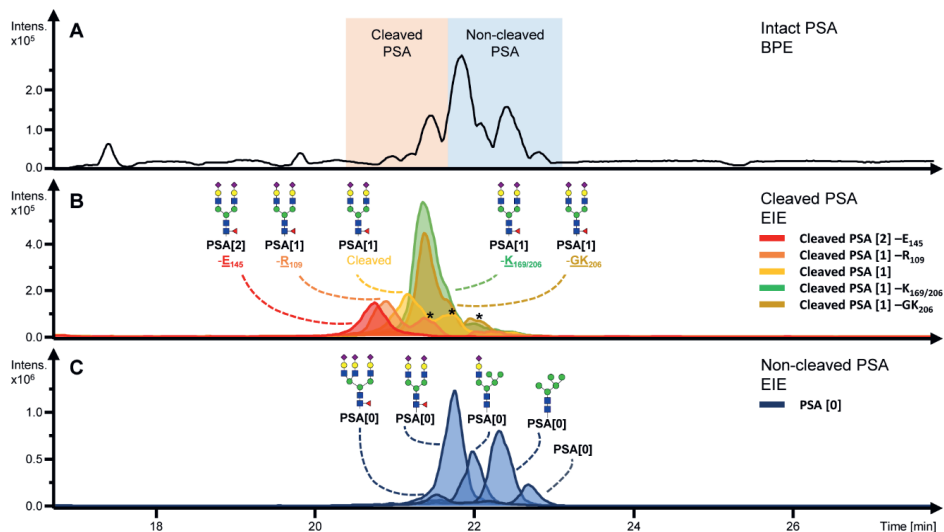 Intens.
x10⁵
A
Cleaved
PSA
Non-cleaved
PSA
Intact PSA
BPE
2.0
1.0
0.0
Intens.
x10⁵
B
Cleaved PSA
EIE
4.0
2.0
0.0
PSA[2]
-E₁₄₅
PSA[1]
-R₁₀₉
PSA[1]
Cleaved
PSA[1]
-K₁₆₉/₂₀₆
PSA[1]
-GK₂₀₆
* * *
Cleaved PSA [2] –E₁₄₅
Cleaved PSA [1] –R₁₀₉
Cleaved PSA [1]
Cleaved PSA [1] –K₁₆₉/₂₀₆
Cleaved PSA [1] –GK₂₀₆
Intens.
x10⁶
C
Non-cleaved PSA
EIE
PSA [0]
1.0
0.5
0.0
PSA[0]
PSA[0]
PSA[0]
PSA[0]
PSA[0]
18 20 22 24 26 Time [min]